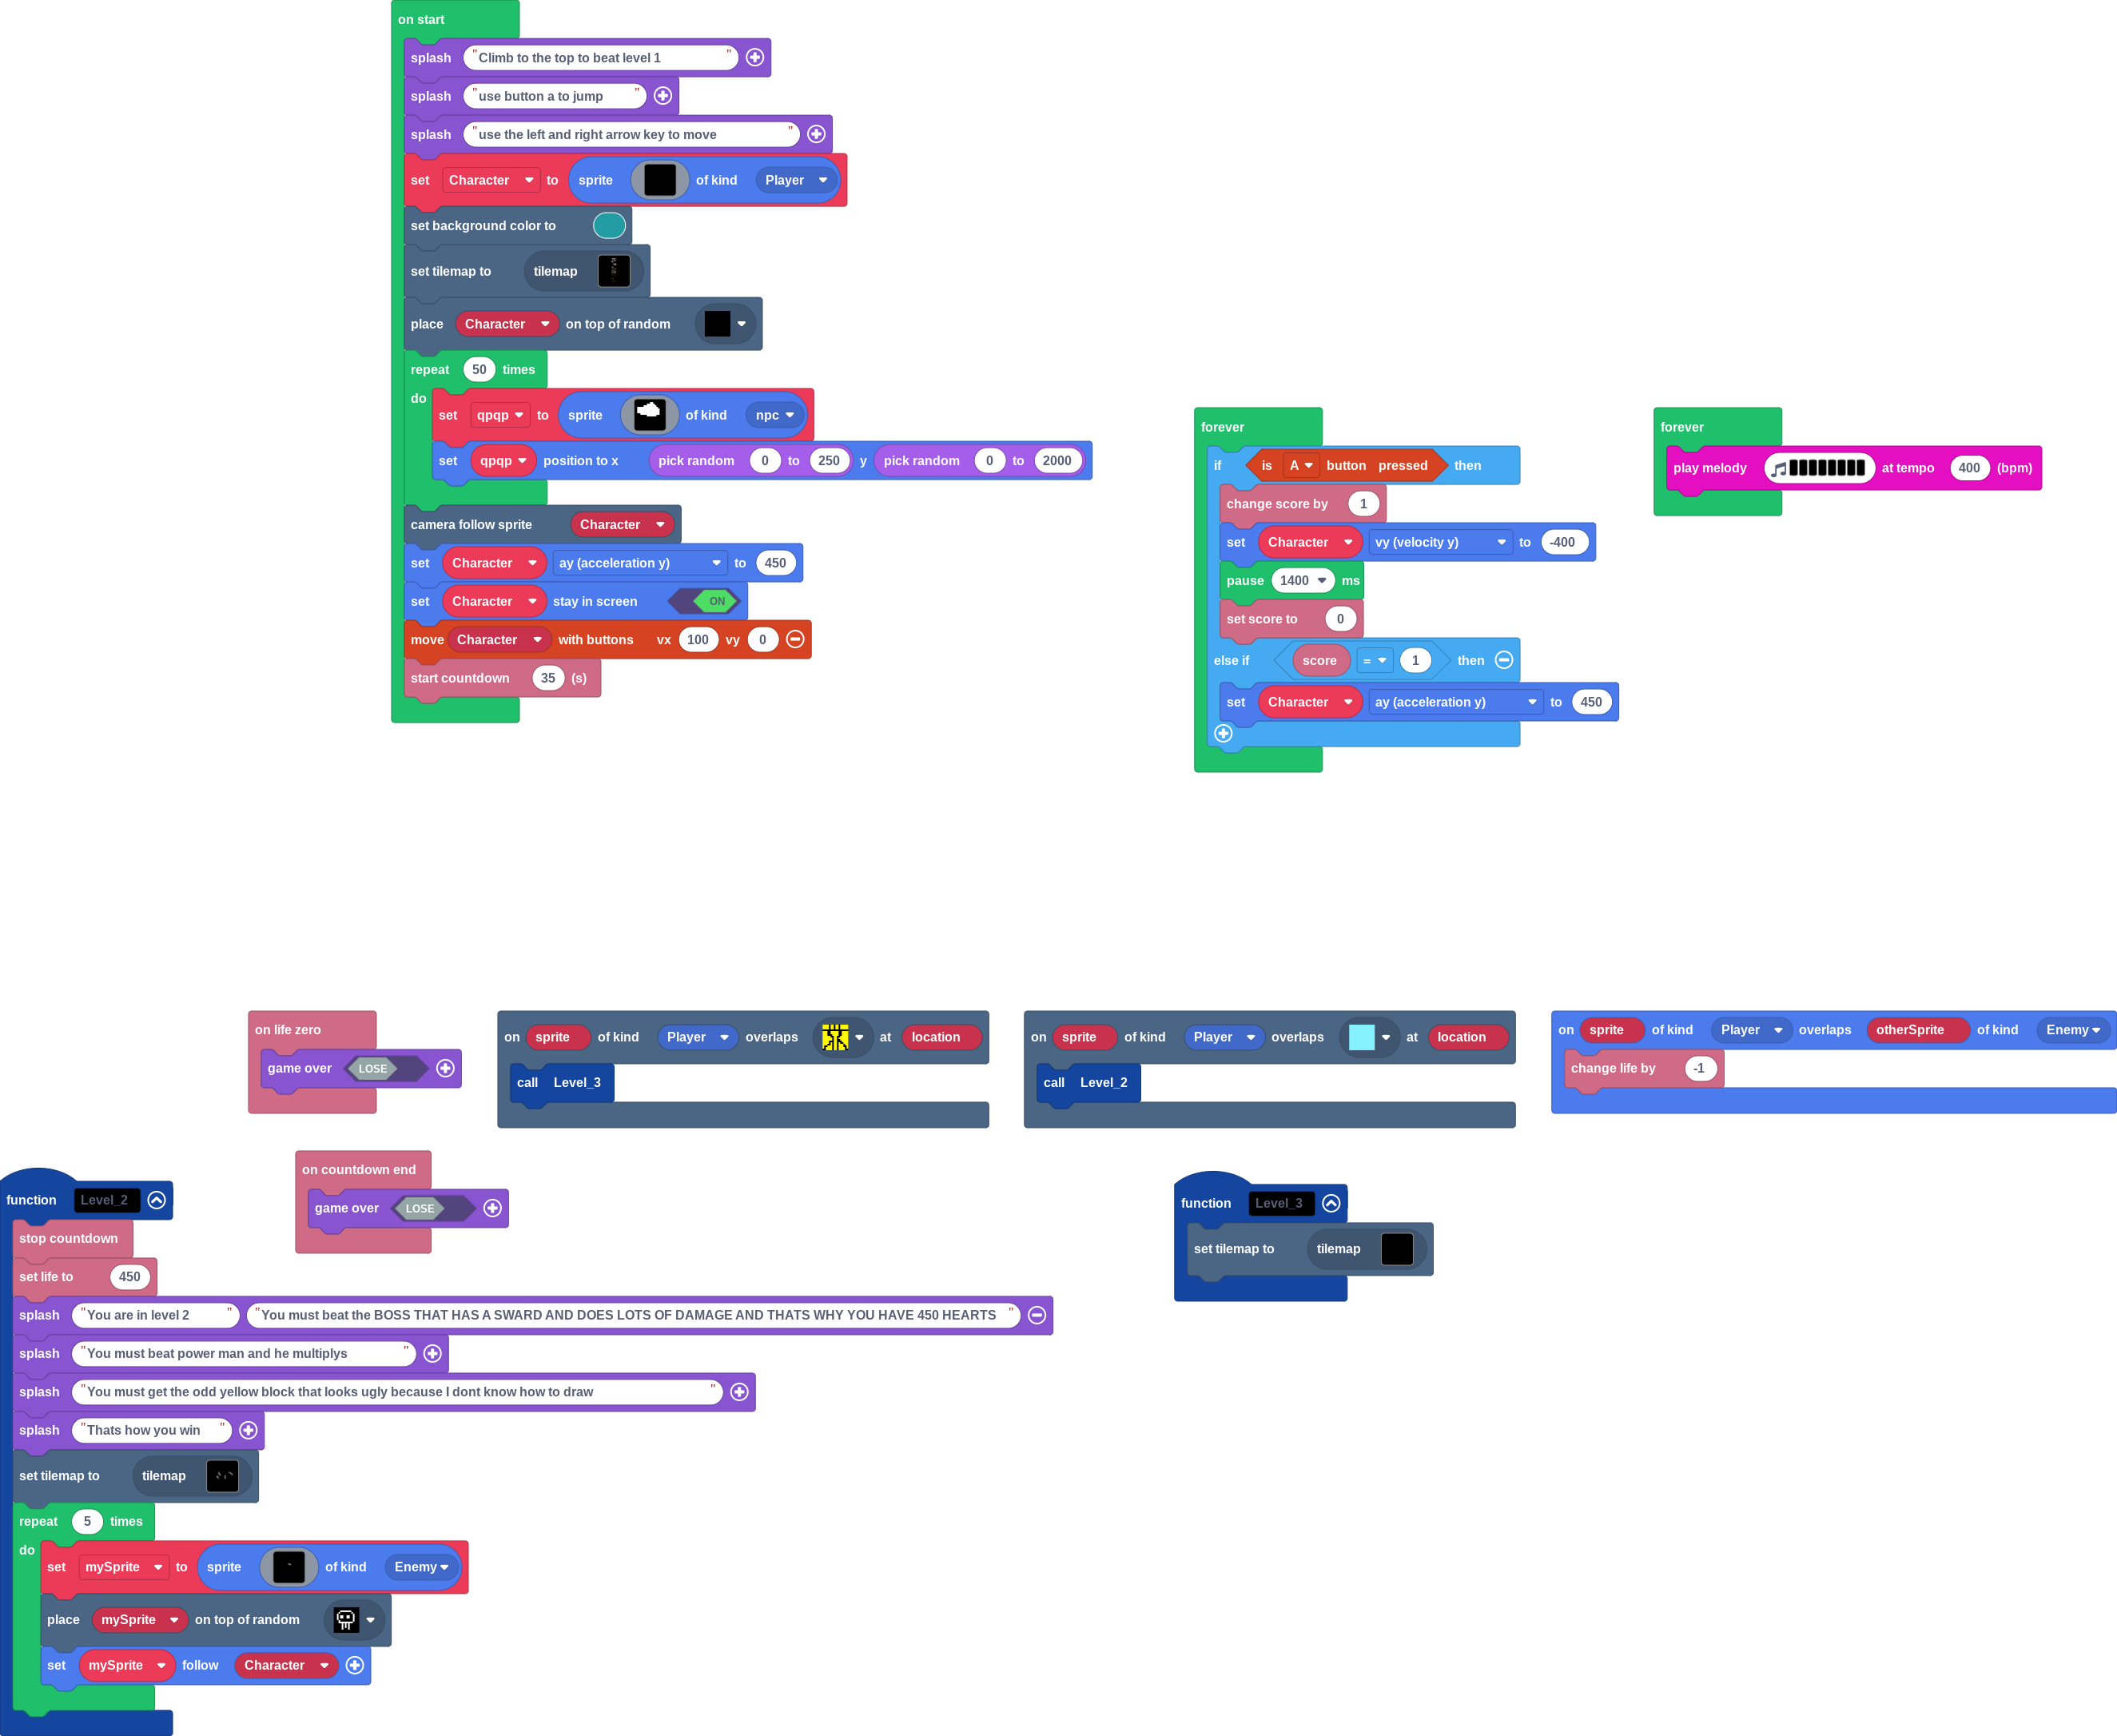 on start
splash "Climb to the top to beat level 1"
splash "use button a to jump"
splash "use the left and right arrow key to move"
set Character to sprite of kind Player
set background color to
set tilemap to tilemap
place Character on top of random
repeat 50 times
do
set qpqp to sprite of kind npc
set qpqp position to x pick random 0 to 250 y pick random 0 to 2000
camera follow sprite Character
set Character ay (acceleration y) to 450
set Character stay in screen ON
move Character with buttons vx 100 vy 0
start countdown 35 (s)
forever
if is A button pressed then
change score by 1
set Character vy (velocity y) to -400
pause 1400 ms
set score to 0
else if score = 1 then
set Character ay (acceleration y) to 450
forever
play melody at tempo 400 (bpm)
on life zero
game over LOSE
on sprite of kind Player overlaps at location
call Level_3
on sprite of kind Player overlaps at location
call Level_2
on sprite of kind Player overlaps otherSprite of kind Enemy
change life by -1
function Level_2
stop countdown
set life to 450
splash "You are in level 2" "You must beat the BOSS THAT HAS A SWARD AND DOES LOTS OF DAMAGE AND THATS WHY YOU HAVE 450 HEARTS"
splash "You must beat power man and he multiplys"
splash "You must get the odd yellow block that looks ugly because I dont know how to draw"
splash "Thats how you win"
set tilemap to tilemap
repeat 5 times
do
set mySprite to sprite of kind Enemy
place mySprite on top of random
set mySprite follow Character
on countdown end
game over LOSE
function Level_3
set tilemap to tilemap